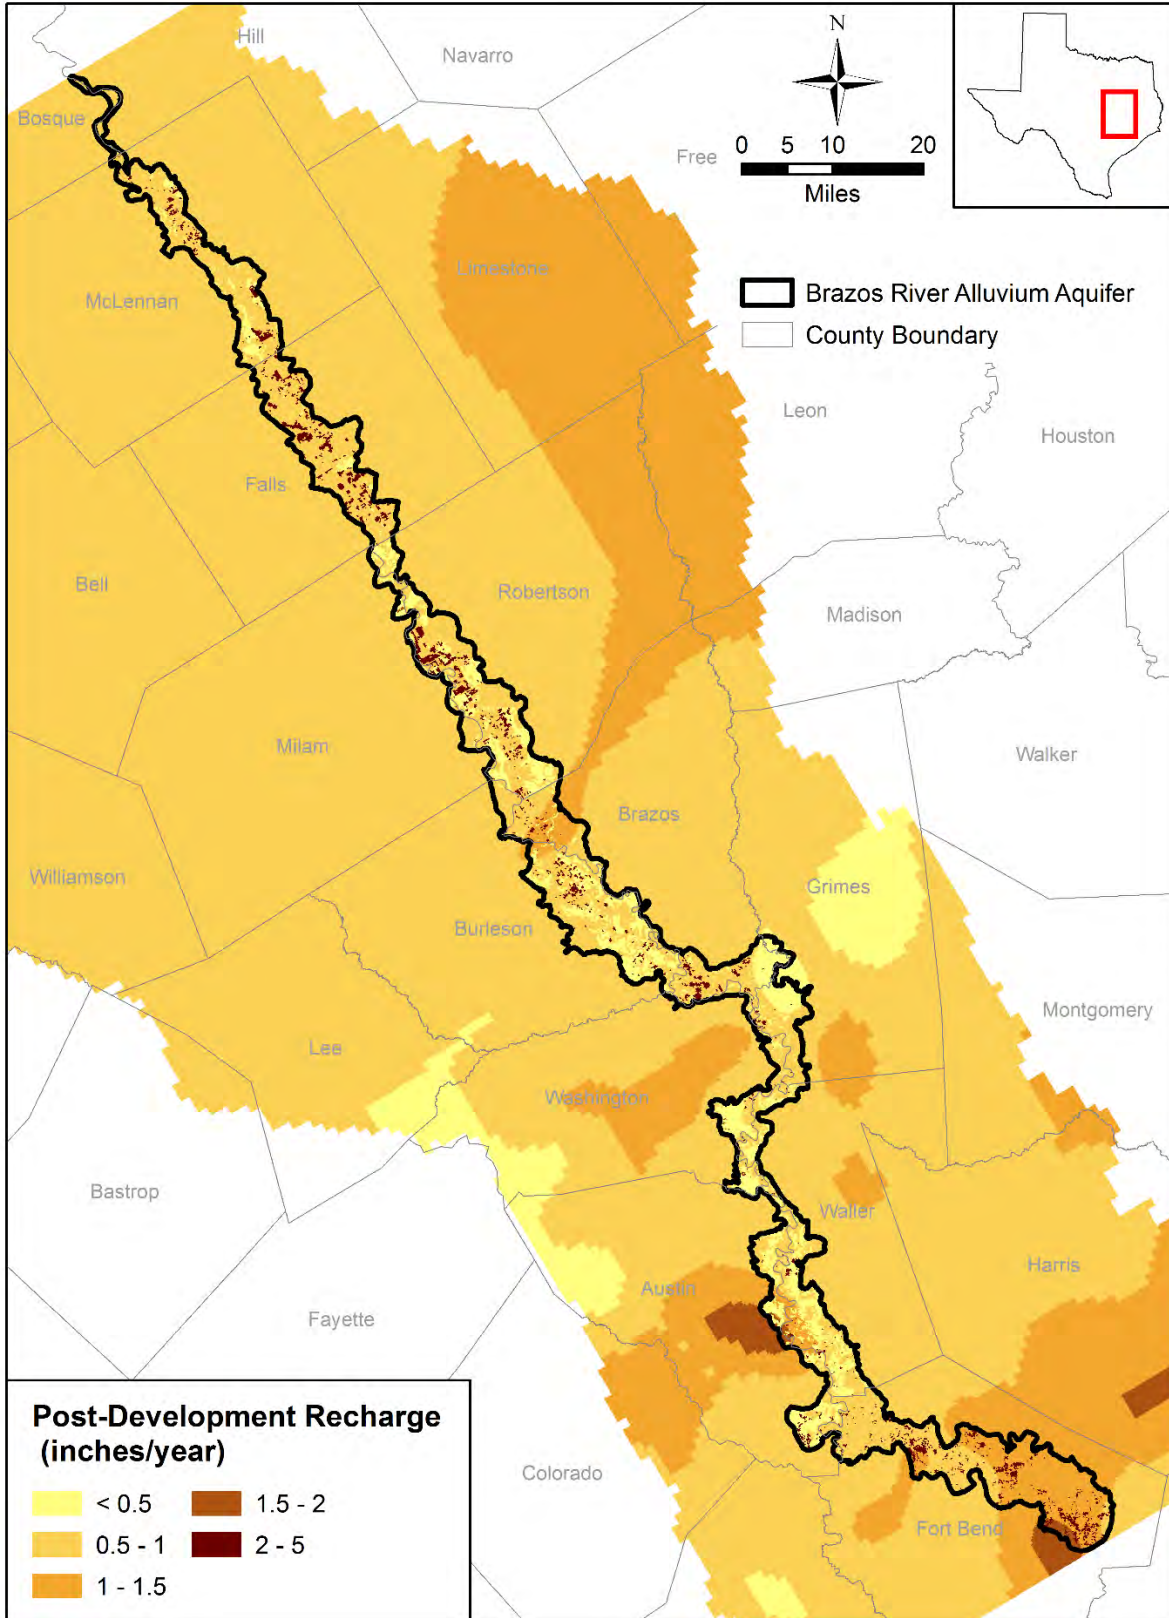 Hill
Navarro
N
Bosque
0 5 10 20
Miles
Free
Limestone
McLennan
Brazos River Alluvium Aquifer
County Boundary
Leon
Houston
Falls
Bell
Robertson
Madison
Milam
Walker
Brazos
Williamson
Grimes
Burleson
Montgomery
Lee
Washington
Bastrop
Waller
Harris
Austin
Fayette
Colorado
Fort Bend
Post-Development Recharge
(inches/year)
< 0.5 1.5 - 2
0.5 - 1 2 - 5
1 - 1.5